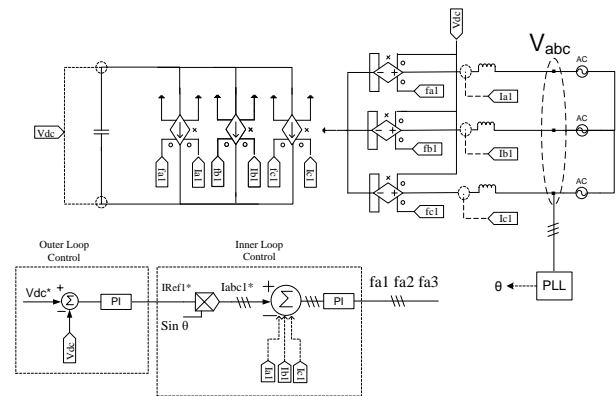 Vdc
Vabc
AC
fa1
Ia1
AC
Vdc
fb1
Ib1
AC
fa1
Ia1
fb1
Ib1
fc1
Ic1
fc1
Ic1
Outer Loop
Control
Inner Loop
Control
θ
PLL
Vdc*
+
Σ
−
PI
IRef1*
Iabc1*
+
Σ
−
PI
fa1 fa2 fa3
Sin θ
Vdc
Ia1
Ib1
Ic1